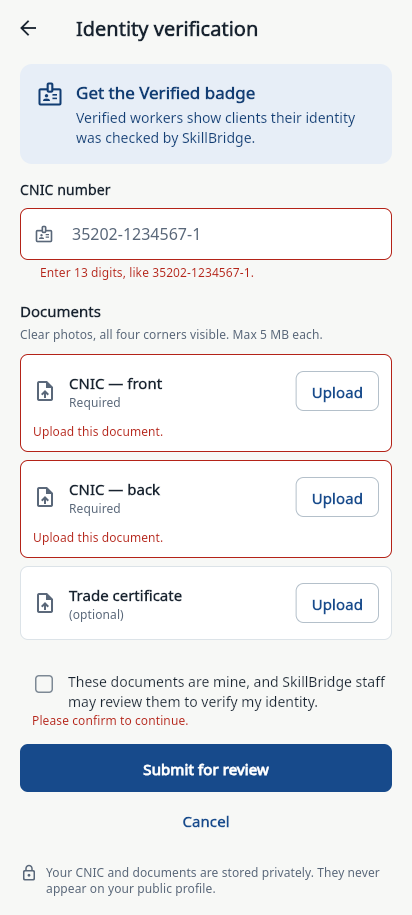 Identity verification
Get the Verified badge
Verified workers show clients their identity
was checked by SkillBridge.
CNIC number
35202-1234567-1
Enter 13 digits, like 35202-1234567-1.
Documents
Clear photos, all four corners visible. Max 5 MB each.
CNIC — front
Required
Upload
Upload this document.
CNIC — back
Required
Upload
Upload this document.
Trade certificate
(optional)
Upload
These documents are mine, and SkillBridge staff
may review them to verify my identity.
Please confirm to continue.
Submit for review
Cancel
Your CNIC and documents are stored privately. They never
appear on your public profile.